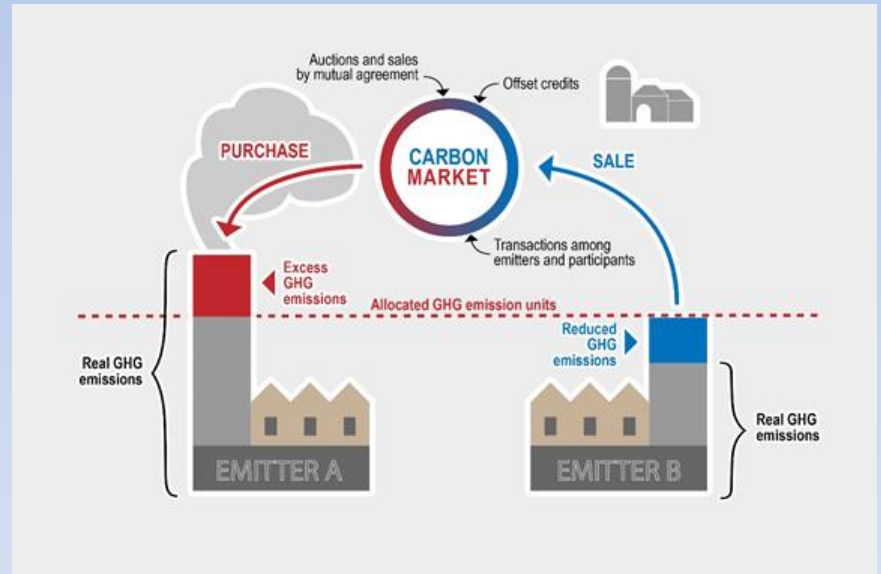 Auctions and sales
by mutual agreement
Offset credits
PURCHASE
CARBON
MARKET
SALE
Transactions among
emitters and participants
Excess
GHG
emissions
Allocated GHG emission units
Reduced
GHG
emissions
Real GHG
emissions
Real GHG
emissions
EMITTER A
EMITTER B